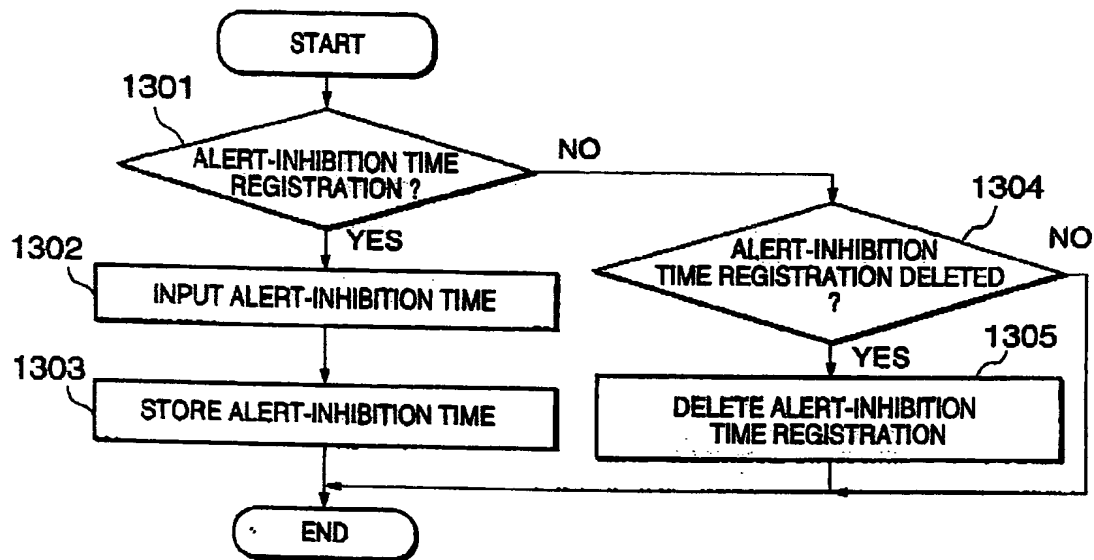 START
1301
ALERT-INHIBITION TIME
REGISTRATION ?
NO
YES
1302
INPUT ALERT-INHIBITION TIME
1303
STORE ALERT-INHIBITION TIME
1304
ALERT-INHIBITION
TIME REGISTRATION DELETED
?
NO
YES
1305
DELETE ALERT-INHIBITION
TIME REGISTRATION
END